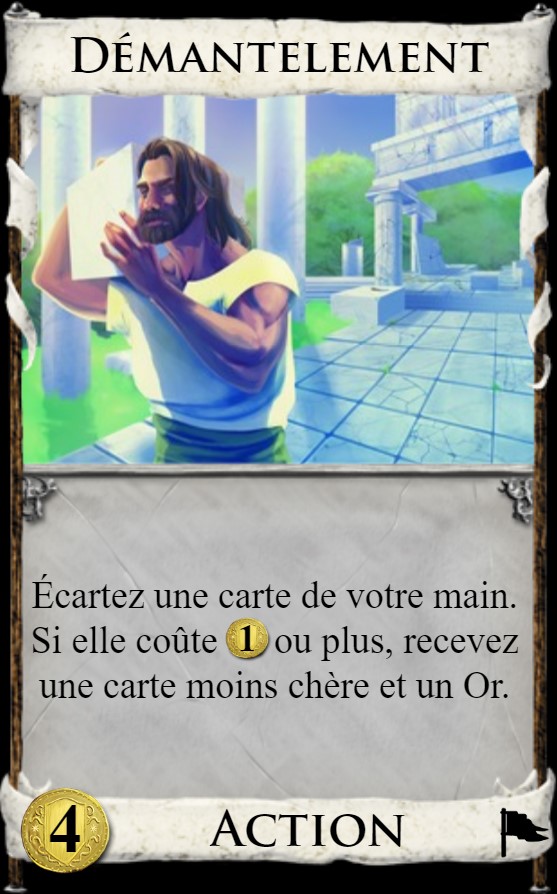 DÉMANTELEMENT
Écartez une carte de votre main.
Si elle coûte 1 ou plus, recevez
une carte moins chère et un Or.
4 ACTION